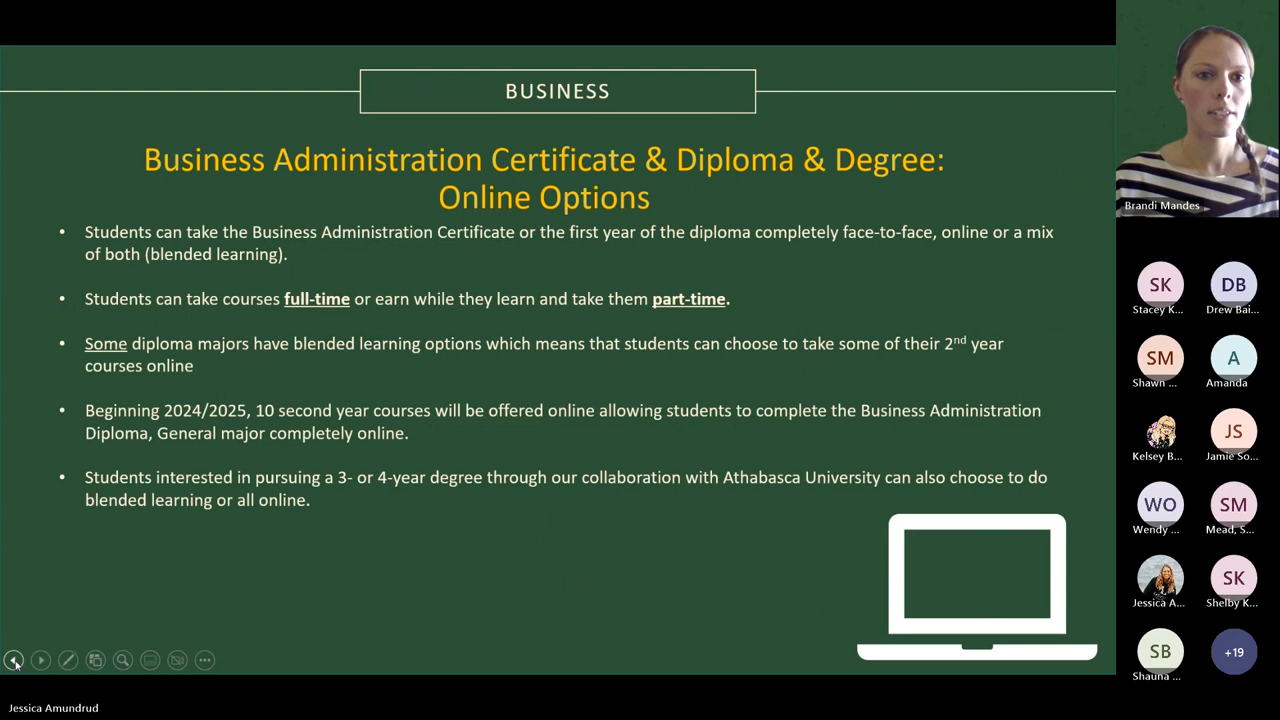 BUSINESS
Business Administration Certificate & Diploma & Degree:
Online Options
• Students can take the Business Administration Certificate or the first year of the diploma completely face-to-face, online or a mix
of both (blended learning).
• Students can take courses full-time or earn while they learn and take them part-time.
• Some diploma majors have blended learning options which means that students can choose to take some of their 2nd year
courses online
• Beginning 2024/2025, 10 second year courses will be offered online allowing students to complete the Business Administration
Diploma, General major completely online.
• Students interested in pursuing a 3- or 4-year degree through our collaboration with Athabasca University can also choose to do
blended learning or all online.
Jessica Amundrud
Brandi Mandes
SK
Stacey K...
DB
Drew Bai...
SM
Shawn ...
A
Amanda
Kelsey B...
JS
Jamie So...
WO
Wendy ...
SM
Mead, S...
Jessica A...
SK
Shelby K...
SB
Shauna ...
+19